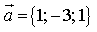 a⃗ = {1; −3; 1}